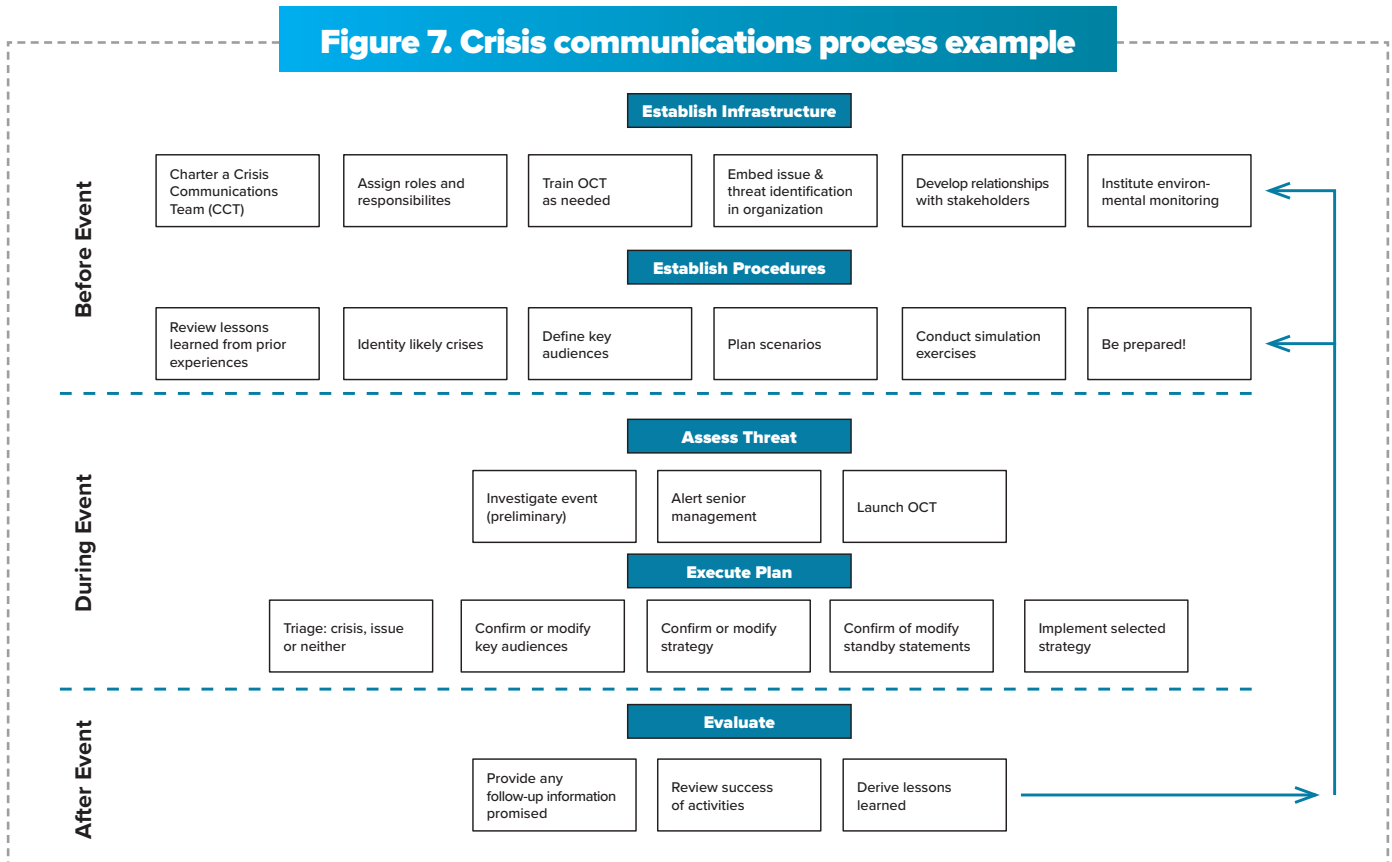 Figure 7. Crisis communications process example
Before Event
Establish Infrastructure
Charter a Crisis
Communications
Team (CCT)
Assign roles and
responsibilites
Train OCT
as needed
Embed issue &
threat identification
in organization
Develop relationships
with stakeholders
Institute environ-
mental monitoring
Establish Procedures
Review lessons
learned from prior
experiences
Identity likely crises
Define key
audiences
Plan scenarios
Conduct simulation
exercises
Be prepared!
During Event
Assess Threat
Investigate event
(preliminary)
Alert senior
management
Launch OCT
Execute Plan
Triage: crisis, issue
or neither
Confirm or modify
key audiences
Confirm or modify
strategy
Confirm of modify
standby statements
Implement selected
strategy
After Event
Evaluate
Provide any
follow-up information
promised
Review success
of activities
Derive lessons
learned